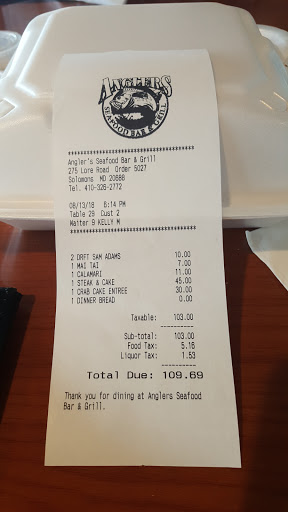 ANGLERS
SEAFOOD BAR & GRILL
****************************************
Angler's Seafood Bar & Grill
275 Lore Road Order 5027
Solomons MD 20688
Tel. 410-326-2772
****************************************
08/13/18 6:14 PM
Table 29 Cust 2
Waiter 9 KELLY M
****************************************
2 DRFT SAM ADAMS 10.00
1 MAI TAI 7.00
1 CALAMARI 11.00
1 STEAK & CAKE 45.00
1 CRAB CAKE ENTREE 30.00
1 DINNER BREAD 0.00
Taxable: 103.00
----------
Sub-total: 103.00
Food Tax: 5.16
Liquor Tax: 1.53
----------
Total Due: 109.69
Thank you for dining at Anglers Seafood
Bar & Grill.